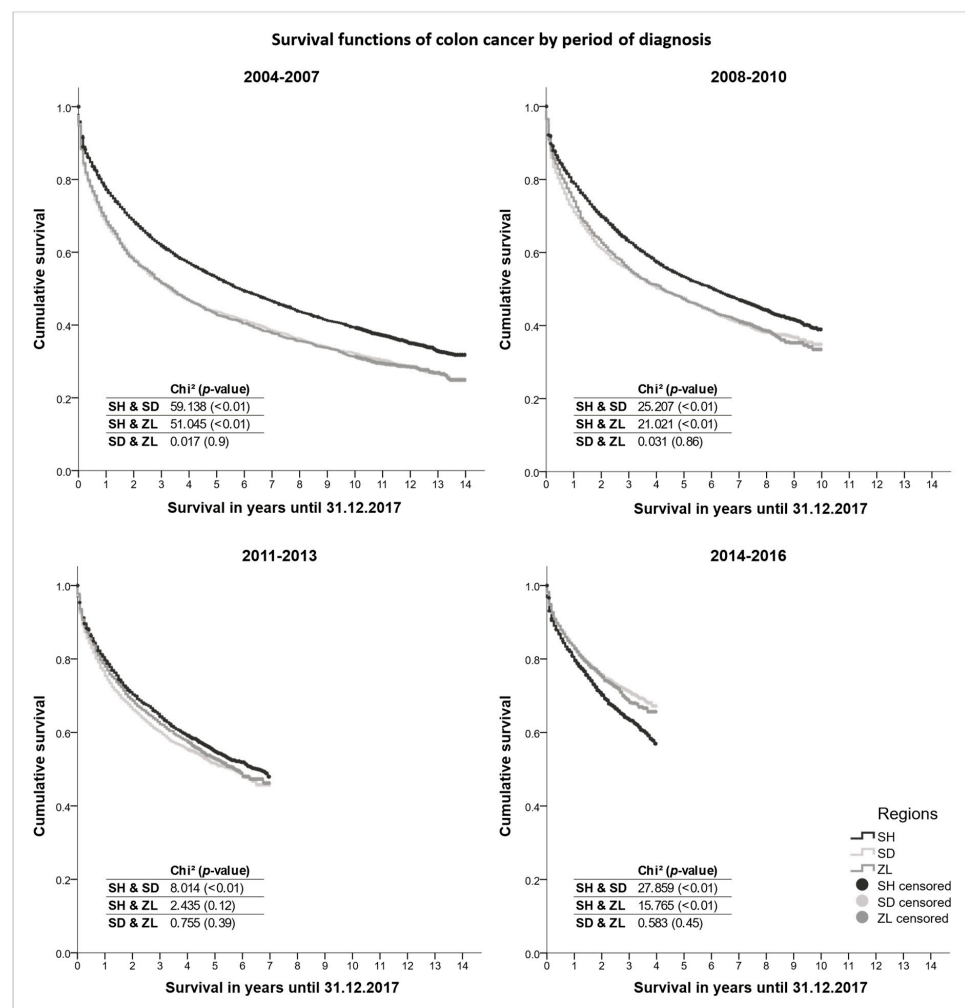 Survival functions of colon cancer by period of diagnosis
2004-2007
Cumulative survival
1.0
0.8
0.6
0.4
0.2
0.0
Chi² (p-value)
SH & SD 59.138 (<0.01)
SH & ZL 51.045 (<0.01)
SD & ZL 0.017 (0.9)
0 1 2 3 4 5 6 7 8 9 10 11 12 13 14
Survival in years until 31.12.2017
2008-2010
Cumulative survival
1.0
0.8
0.6
0.4
0.2
0.0
Chi² (p-value)
SH & SD 25.207 (<0.01)
SH & ZL 21.021 (<0.01)
SD & ZL 0.031 (0.86)
0 1 2 3 4 5 6 7 8 9 10 11 12 13 14
Survival in years until 31.12.2017
2011-2013
Cumulative survival
1.0
0.8
0.6
0.4
0.2
0.0
Chi² (p-value)
SH & SD 8.014 (<0.01)
SH & ZL 2.435 (0.12)
SD & ZL 0.755 (0.39)
0 1 2 3 4 5 6 7 8 9 10 11 12 13 14
Survival in years until 31.12.2017
2014-2016
Cumulative survival
1.0
0.8
0.6
0.4
0.2
0.0
Chi² (p-value)
SH & SD 27.859 (<0.01)
SH & ZL 15.765 (<0.01)
SD & ZL 0.583 (0.45)
0 1 2 3 4 5 6 7 8 9 10 11 12 13 14
Survival in years until 31.12.2017
Regions
SH
SD
ZL
SH censored
SD censored
ZL censored